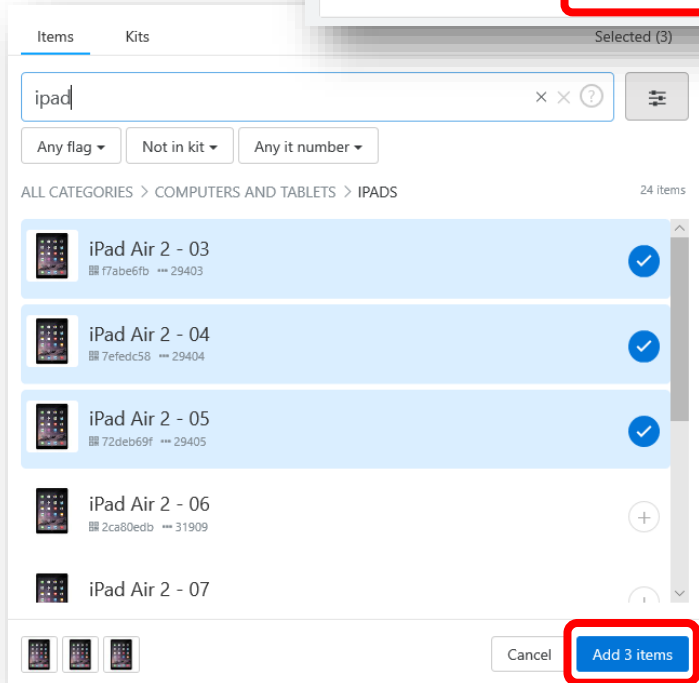 Items Kits Selected (3)
ipad
Any flag Not in kit Any it number
ALL CATEGORIES > COMPUTERS AND TABLETS > IPADS 24 items
iPad Air 2 - 03
f7abe6fb 29403
iPad Air 2 - 04
7efedc58 29404
iPad Air 2 - 05
72deb69f 29405
iPad Air 2 - 06
2ca80edb 31909
iPad Air 2 - 07
Cancel Add 3 items